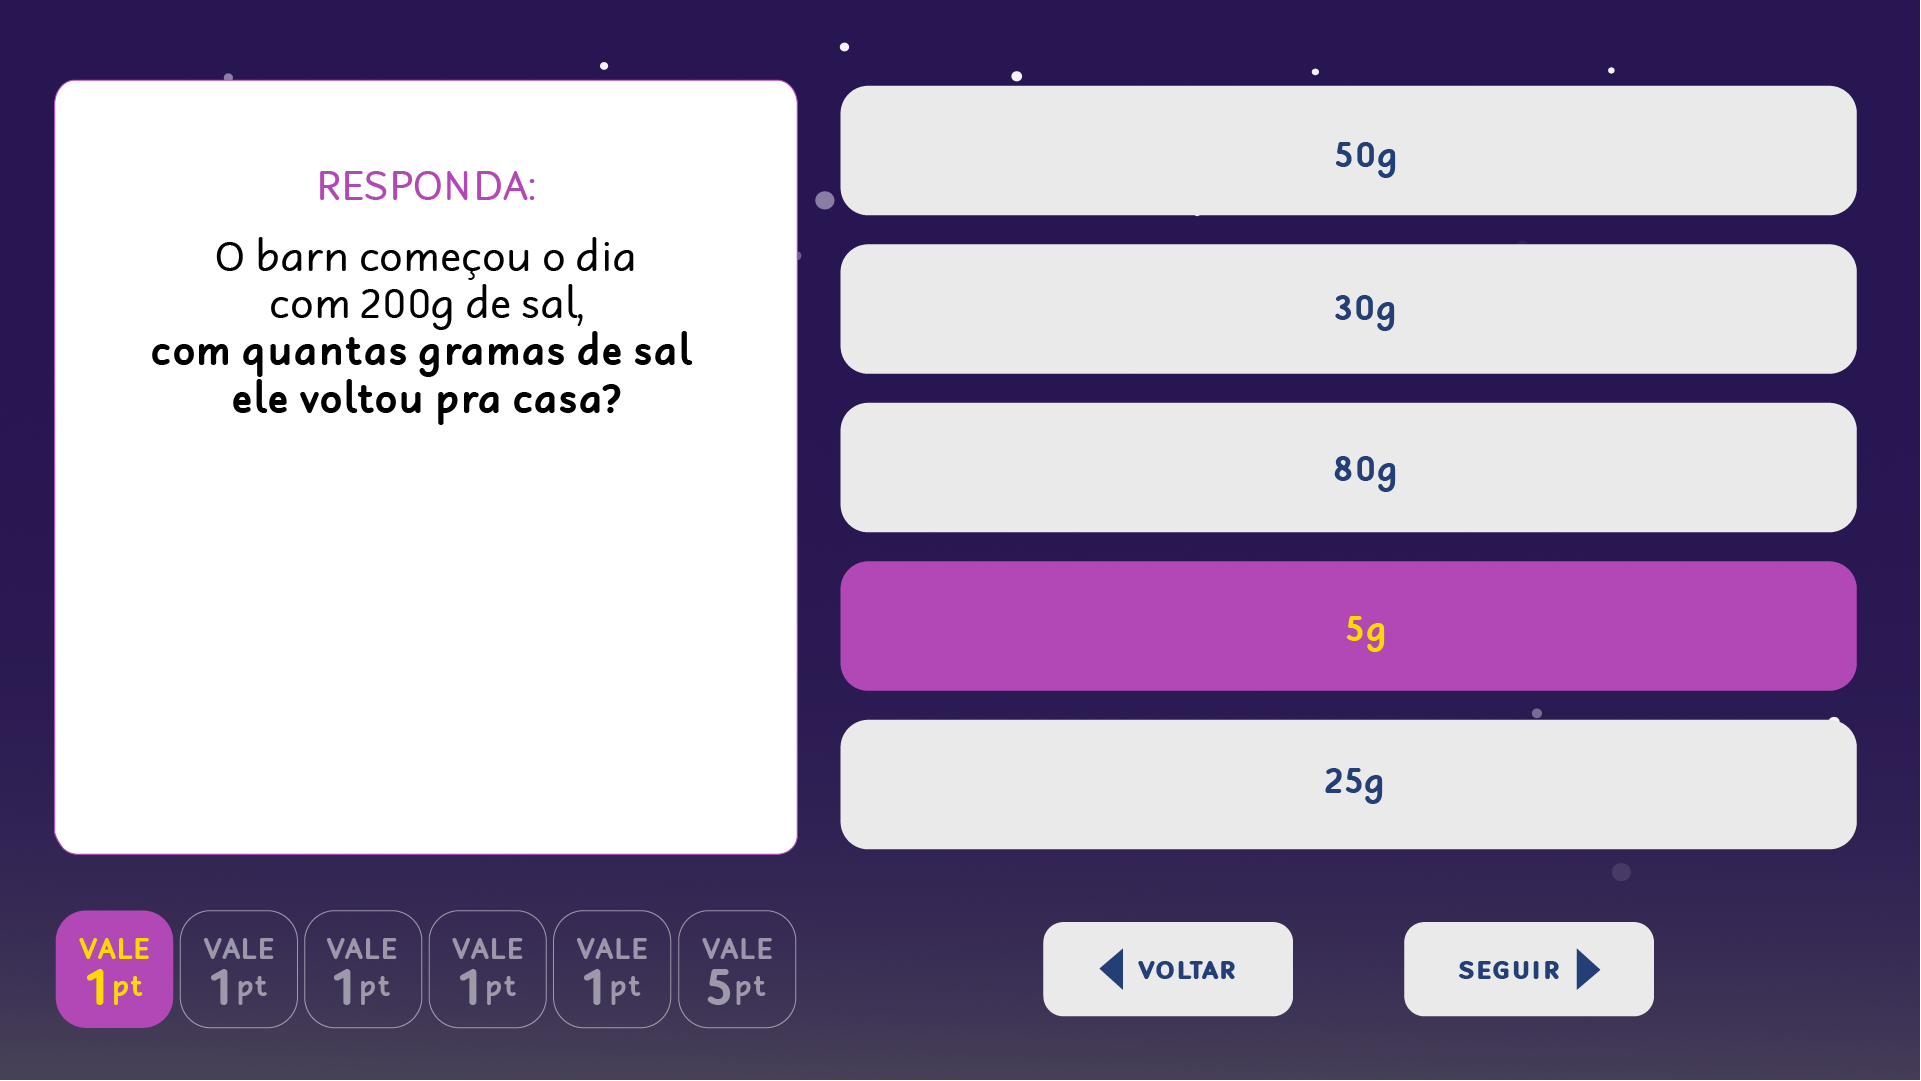 RESPONDA:
O barn começou o dia
com 200g de sal,
com quantas gramas de sal
ele voltou pra casa?
50g
30g
80g
5g
25g
VALE
1pt
VALE
1pt
VALE
1pt
VALE
1pt
VALE
1pt
VALE
5pt
VOLTAR
SEGUIR